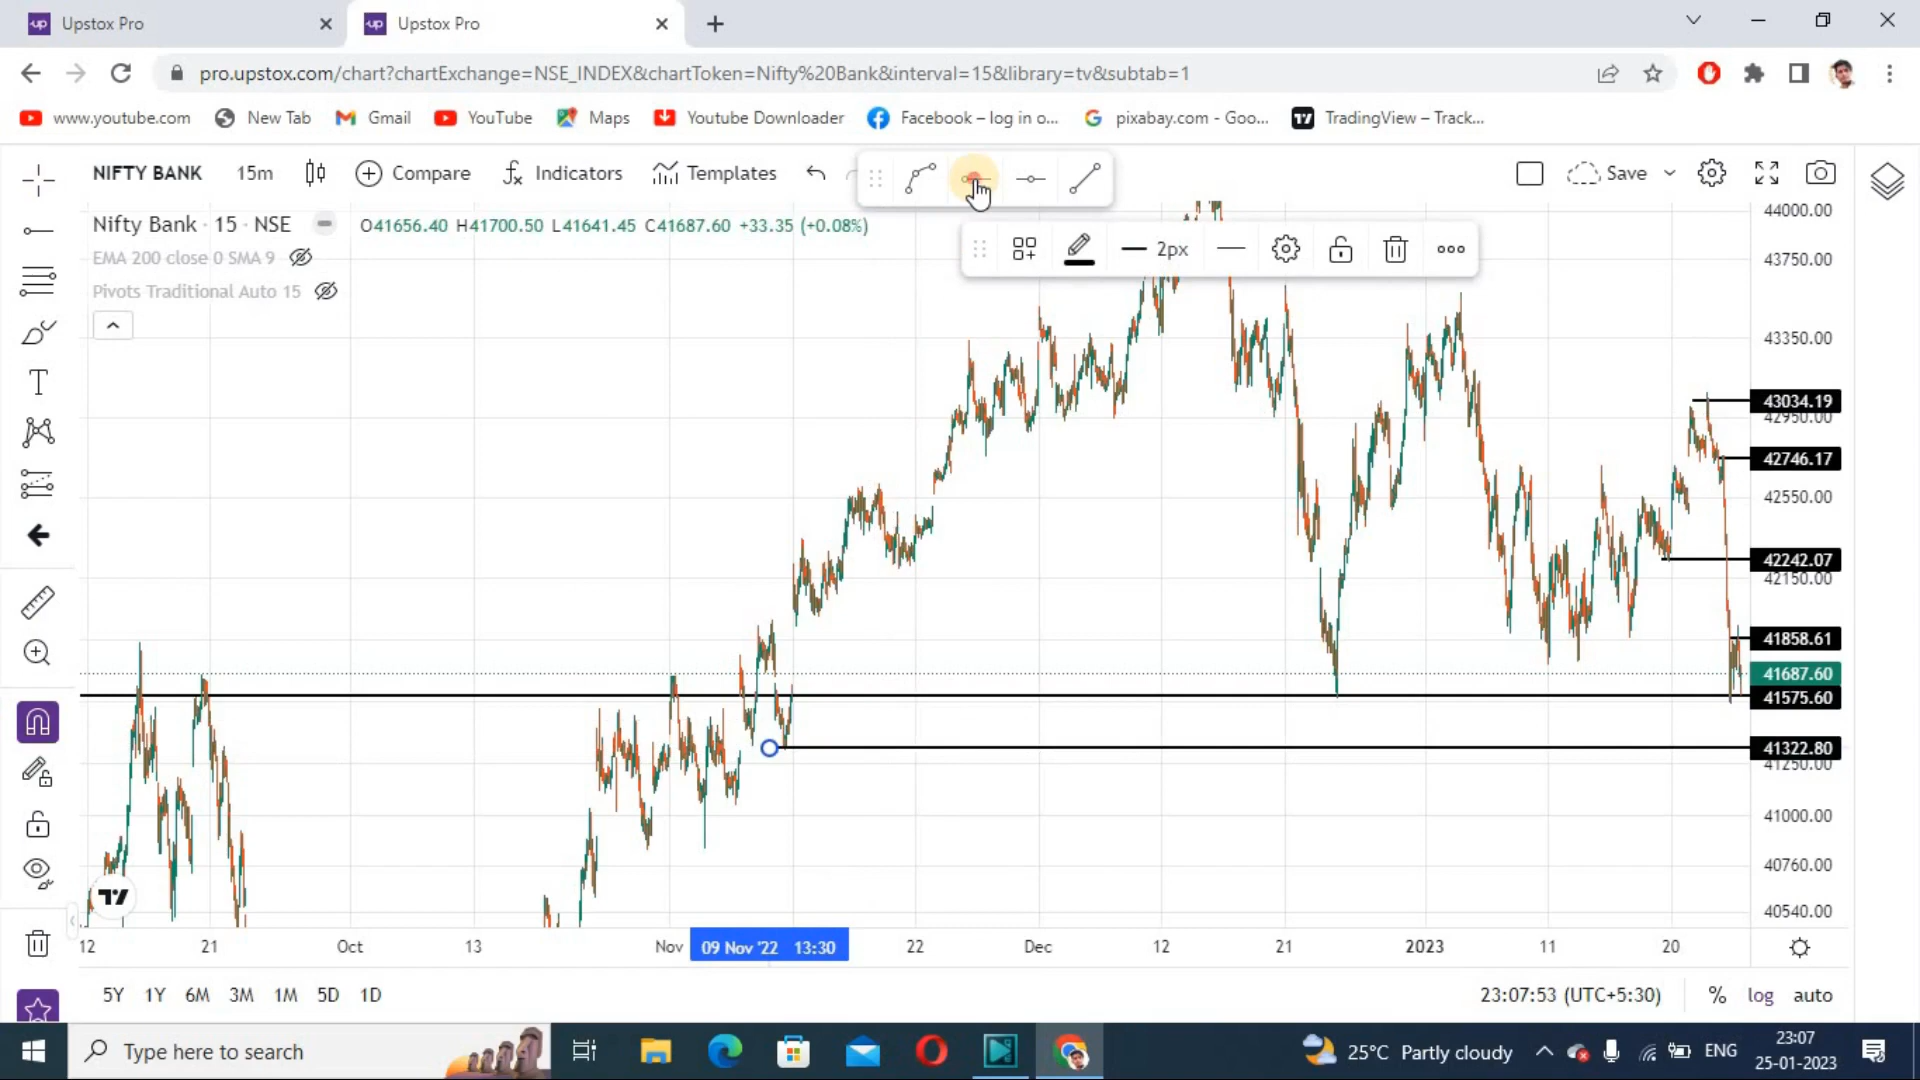 Upstox Pro
Upstox Pro
pro.upstox.com/chart?chartExchange=NSE_INDEX&chartToken=Nifty%20Bank&interval=15&library=tv&subtab=1
www.youtube.com New Tab Gmail YouTube Maps Youtube Downloader Facebook – log in o... pixabay.com - Goo... TradingView – Track...
NIFTY BANK 15m Compare Indicators Templates Save
Nifty Bank · 15 · NSE O41656.40 H41700.50 L41641.45 C41687.60 +33.35 (+0.08%)
2px
EMA 200 close 0 SMA 9
Pivots Traditional Auto 15
44000.00
43750.00
43350.00
43034.19
42950.00
42746.17
42550.00
42242.07
42150.00
41858.61
41687.60
41575.60
41322.80
41250.00
41000.00
40760.00
40540.00
12 21 Oct 13 Nov 09 Nov '22 13:30 22 Dec 12 21 2023 11 20
5Y 1Y 6M 3M 1M 5D 1D 23:07:53 (UTC+5:30) % log auto
Type here to search 25°C Partly cloudy ENG 23:07
25-01-2023